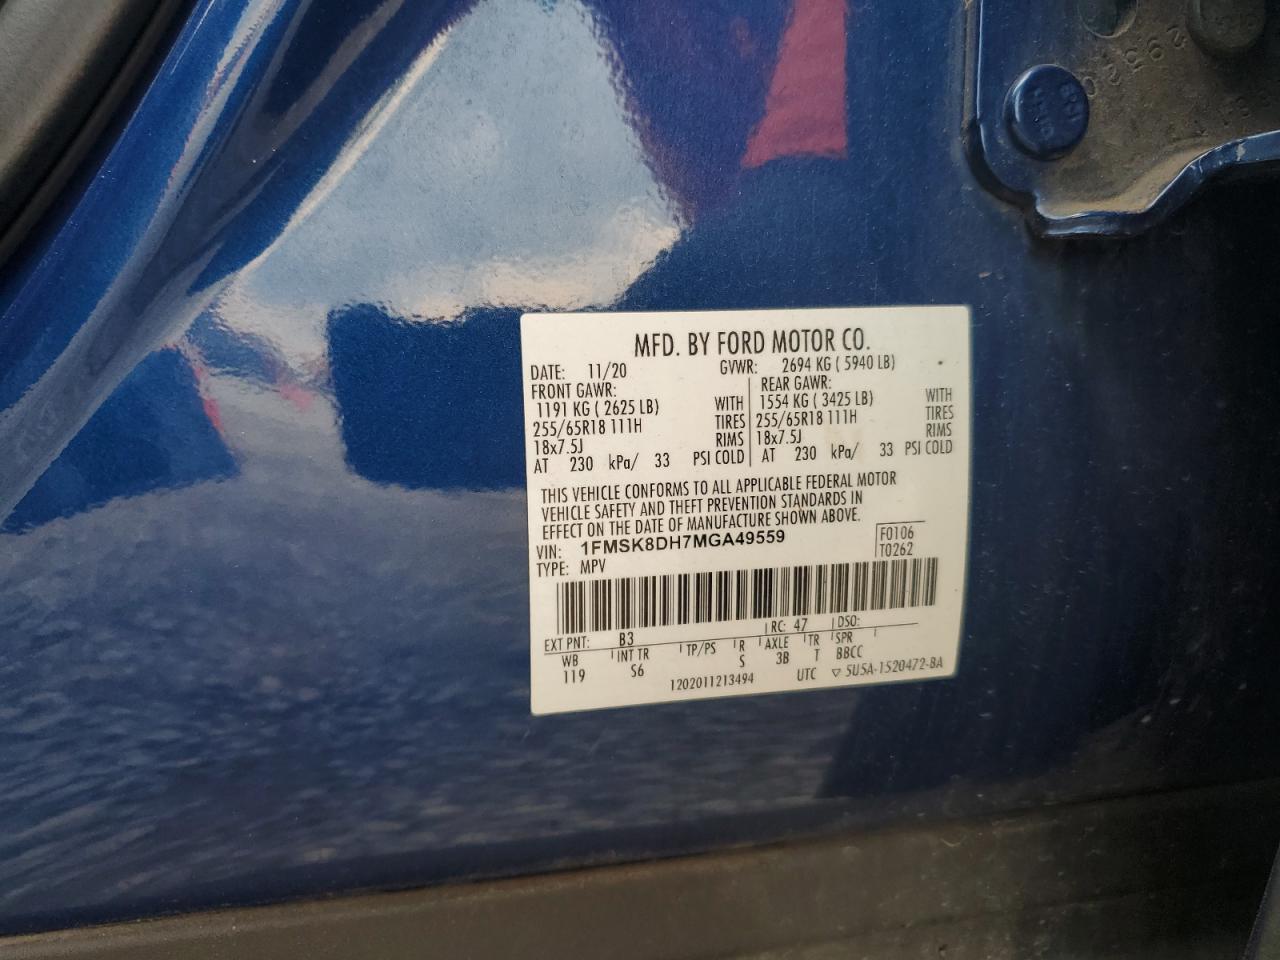 MFD. BY FORD MOTOR CO.
DATE: 11/20 GVWR: 2694 KG ( 5940 LB)
FRONT GAWR: REAR GAWR:
1191 KG ( 2625 LB) WITH 1554 KG ( 3425 LB) WITH
255/65R18 111H TIRES 255/65R18 111H TIRES
18x7.5J RIMS 18x7.5J RIMS
AT 230 kPa/ 33 PSI COLD AT 230 kPa/ 33 PSI COLD
THIS VEHICLE CONFORMS TO ALL APPLICABLE FEDERAL MOTOR
VEHICLE SAFETY AND THEFT PREVENTION STANDARDS IN
EFFECT ON THE DATE OF MANUFACTURE SHOWN ABOVE.
VIN: 1FMSK8DH7MGA49559 F0106
TYPE: MPV T0262
EXT PNT: B3 RC: 47 DSO:
WB INT TR TP/PS R AXLE TR SPR
119 S6 S 3B T BBCC
1202011213494 UTC ▽ 5U5A-1520472-BA